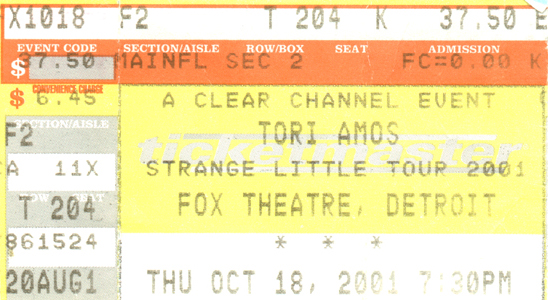 X1018 F2 T 204 K 37.50 E
EVENT CODE SECTION/AISLE ROW/BOX SEAT ADMISSION
$ 37.50 MAINFL SEC 2 FC=0.00 K
CONVENIENCE CHARGE
$ 6.45 A CLEAR CHANNEL EVENT
SECTION/AISLE
F2 TORI AMOS
ticketmaster
CA 11X STRANGE LITTLE TOUR 2001
T 204 FOX THEATRE, DETROIT
861524 * * *
20AUG1 THU OCT 18, 2001 7:30PM